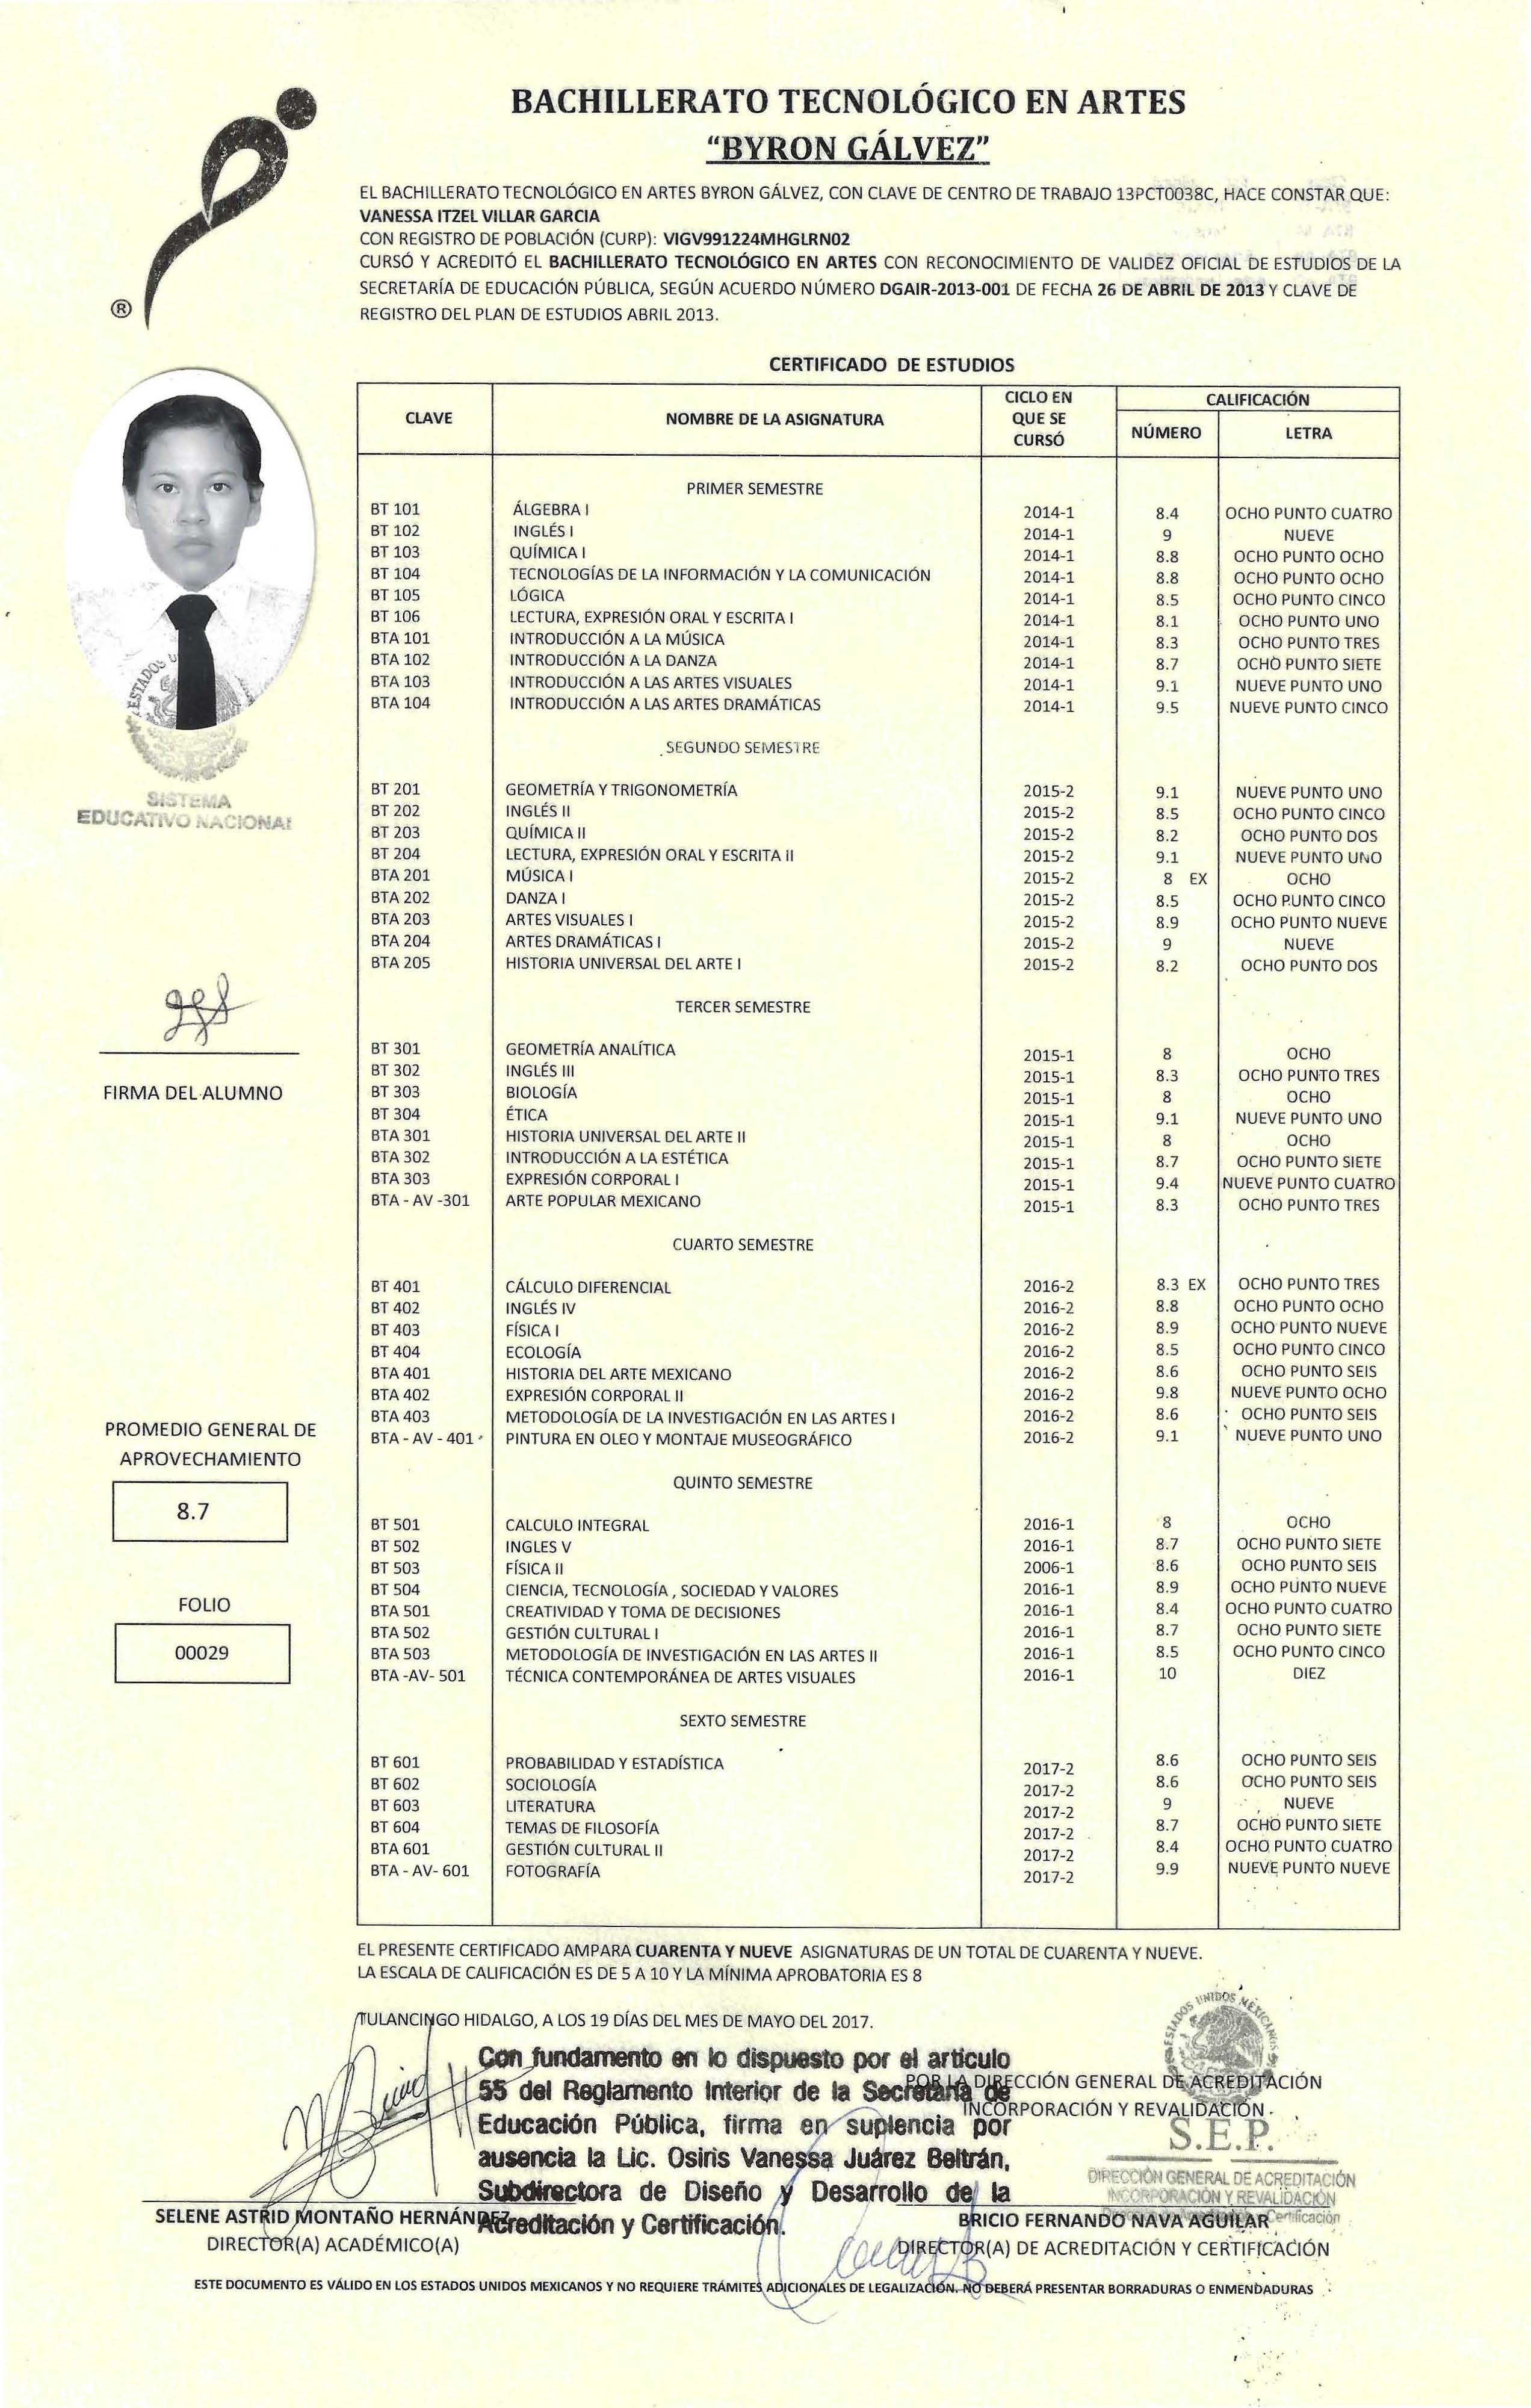 BACHILLERATO TECNOLÓGICO EN ARTES
"BYRON GÁLVEZ"
EL BACHILLERATO TECNOLÓGICO EN ARTES BYRON GÁLVEZ, CON CLAVE DE CENTRO DE TRABAJO 13PCT0038C, HACE CONSTAR QUE:
VANESSA ITZEL VILLAR GARCIA
CON REGISTRO DE POBLACIÓN (CURP): VIGV991224MHGLRN02
CURSÓ Y ACREDITÓ EL BACHILLERATO TECNOLÓGICO EN ARTES CON RECONOCIMIENTO DE VALIDEZ OFICIAL DE ESTUDIOS DE LA
SECRETARÍA DE EDUCACIÓN PÚBLICA, SEGÚN ACUERDO NÚMERO DGAIR-2013-001 DE FECHA 26 DE ABRIL DE 2013 Y CLAVE DE
REGISTRO DEL PLAN DE ESTUDIOS ABRIL 2013.
®
CERTIFICADO DE ESTUDIOS
CLAVE NOMBRE DE LA ASIGNATURA CICLO EN QUE SE CURSÓ CALIFICACIÓN
NÚMERO LETRA
PRIMER SEMESTRE
BT 101 ÁLGEBRA I 2014-1 8.4 OCHO PUNTO CUATRO
BT 102 INGLÉS I 2014-1 9 NUEVE
BT 103 QUÍMICA I 2014-1 8.8 OCHO PUNTO OCHO
BT 104 TECNOLOGÍAS DE LA INFORMACIÓN Y LA COMUNICACIÓN 2014-1 8.8 OCHO PUNTO OCHO
BT 105 LÓGICA 2014-1 8.5 OCHO PUNTO CINCO
BT 106 LECTURA, EXPRESIÓN ORAL Y ESCRITA I 2014-1 8.1 OCHO PUNTO UNO
BTA 101 INTRODUCCIÓN A LA MÚSICA 2014-1 8.3 OCHO PUNTO TRES
BTA 102 INTRODUCCIÓN A LA DANZA 2014-1 8.7 OCHO PUNTO SIETE
BTA 103 INTRODUCCIÓN A LAS ARTES VISUALES 2014-1 9.1 NUEVE PUNTO UNO
BTA 104 INTRODUCCIÓN A LAS ARTES DRAMÁTICAS 2014-1 9.5 NUEVE PUNTO CINCO
SEGUNDO SEMESTRE
BT 201 GEOMETRÍA Y TRIGONOMETRÍA 2015-2 9.1 NUEVE PUNTO UNO
BT 202 INGLÉS II 2015-2 8.5 OCHO PUNTO CINCO
BT 203 QUÍMICA II 2015-2 8.2 OCHO PUNTO DOS
BT 204 LECTURA, EXPRESIÓN ORAL Y ESCRITA II 2015-2 9.1 NUEVE PUNTO UNO
BTA 201 MÚSICA I 2015-2 8 EX OCHO
BTA 202 DANZA I 2015-2 8.5 OCHO PUNTO CINCO
BTA 203 ARTES VISUALES I 2015-2 8.9 OCHO PUNTO NUEVE
BTA 204 ARTES DRAMÁTICAS I 2015-2 9 NUEVE
BTA 205 HISTORIA UNIVERSAL DEL ARTE I 2015-2 8.2 OCHO PUNTO DOS
TERCER SEMESTRE
BT 301 GEOMETRÍA ANALÍTICA 2015-1 8 OCHO
BT 302 INGLÉS III 2015-1 8.3 OCHO PUNTO TRES
BT 303 BIOLOGÍA 2015-1 8 OCHO
BT 304 ÉTICA 2015-1 9.1 NUEVE PUNTO UNO
BTA 301 HISTORIA UNIVERSAL DEL ARTE II 2015-1 8 OCHO
BTA 302 INTRODUCCIÓN A LA ESTÉTICA 2015-1 8.7 OCHO PUNTO SIETE
BTA 303 EXPRESIÓN CORPORAL I 2015-1 9.4 NUEVE PUNTO CUATRO
BTA - AV -301 ARTE POPULAR MEXICANO 2015-1 8.3 OCHO PUNTO TRES
CUARTO SEMESTRE
BT 401 CÁLCULO DIFERENCIAL 2016-2 8.3 EX OCHO PUNTO TRES
BT 402 INGLÉS IV 2016-2 8.8 OCHO PUNTO OCHO
BT 403 FÍSICA I 2016-2 8.9 OCHO PUNTO NUEVE
BT 404 ECOLOGÍA 2016-2 8.5 OCHO PUNTO CINCO
BTA 401 HISTORIA DEL ARTE MEXICANO 2016-2 8.6 OCHO PUNTO SEIS
BTA 402 EXPRESIÓN CORPORAL II 2016-2 9.8 NUEVE PUNTO OCHO
BTA 403 METODOLOGÍA DE LA INVESTIGACIÓN EN LAS ARTES I 2016-2 8.6 OCHO PUNTO SEIS
BTA - AV - 401 PINTURA EN OLEO Y MONTAJE MUSEOGRÁFICO 2016-2 9.1 NUEVE PUNTO UNO
QUINTO SEMESTRE
BT 501 CALCULO INTEGRAL 2016-1 8 OCHO
BT 502 INGLES V 2016-1 8.7 OCHO PUNTO SIETE
BT 503 FÍSICA II 2006-1 8.6 OCHO PUNTO SEIS
BT 504 CIENCIA, TECNOLOGÍA , SOCIEDAD Y VALORES 2016-1 8.9 OCHO PUNTO NUEVE
BTA 501 CREATIVIDAD Y TOMA DE DECISIONES 2016-1 8.4 OCHO PUNTO CUATRO
BTA 502 GESTIÓN CULTURAL I 2016-1 8.7 OCHO PUNTO SIETE
BTA 503 METODOLOGÍA DE INVESTIGACIÓN EN LAS ARTES II 2016-1 8.5 OCHO PUNTO CINCO
BTA -AV- 501 TÉCNICA CONTEMPORÁNEA DE ARTES VISUALES 2016-1 10 DIEZ
SEXTO SEMESTRE
BT 601 PROBABILIDAD Y ESTADÍSTICA 2017-2 8.6 OCHO PUNTO SEIS
BT 602 SOCIOLOGÍA 2017-2 8.6 OCHO PUNTO SEIS
BT 603 LITERATURA 2017-2 9 NUEVE
BT 604 TEMAS DE FILOSOFÍA 2017-2 8.7 OCHO PUNTO SIETE
BTA 601 GESTIÓN CULTURAL II 2017-2 8.4 OCHO PUNTO CUATRO
BTA - AV- 601 FOTOGRAFÍA 2017-2 9.9 NUEVE PUNTO NUEVE
ESTADOS
SISTEMA
EDUCATIVO NACIONAL
FIRMA DEL ALUMNO
PROMEDIO GENERAL DE
APROVECHAMIENTO
8.7
FOLIO
00029
EL PRESENTE CERTIFICADO AMPARA CUARENTA Y NUEVE ASIGNATURAS DE UN TOTAL DE CUARENTA Y NUEVE.
LA ESCALA DE CALIFICACIÓN ES DE 5 A 10 Y LA MÍNIMA APROBATORIA ES 8
TULANCINGO HIDALGO, A LOS 19 DÍAS DEL MES DE MAYO DEL 2017.
Con fundamento en lo dispuesto por el artículo
55 del Reglamento Interior de la Secretaría de
Educación Pública, firma en suplencia por
ausencia la Lic. Osiris Vanessa Juárez Beltrán,
Subdirectora de Diseño y Desarrollo de la
Acreditación y Certificación.
ESTADOS UNIDOS MEXICANOS
POR LA DIRECCIÓN GENERAL DE ACREDITACIÓN
INCORPORACIÓN Y REVALIDACIÓN
S.E.P.
DIRECCIÓN GENERAL DE ACREDITACIÓN
INCORPORACIÓN Y REVALIDACIÓN
Certificación
SELENE ASTRID MONTAÑO HERNÁNDEZ
DIRECTOR(A) ACADÉMICO(A)
BRICIO FERNANDO NAVA AGUILAR
DIRECTOR(A) DE ACREDITACIÓN Y CERTIFICACIÓN
ESTE DOCUMENTO ES VÁLIDO EN LOS ESTADOS UNIDOS MEXICANOS Y NO REQUIERE TRÁMITES ADICIONALES DE LEGALIZACIÓN. NO DEBERÁ PRESENTAR BORRADURAS O ENMENDADURAS